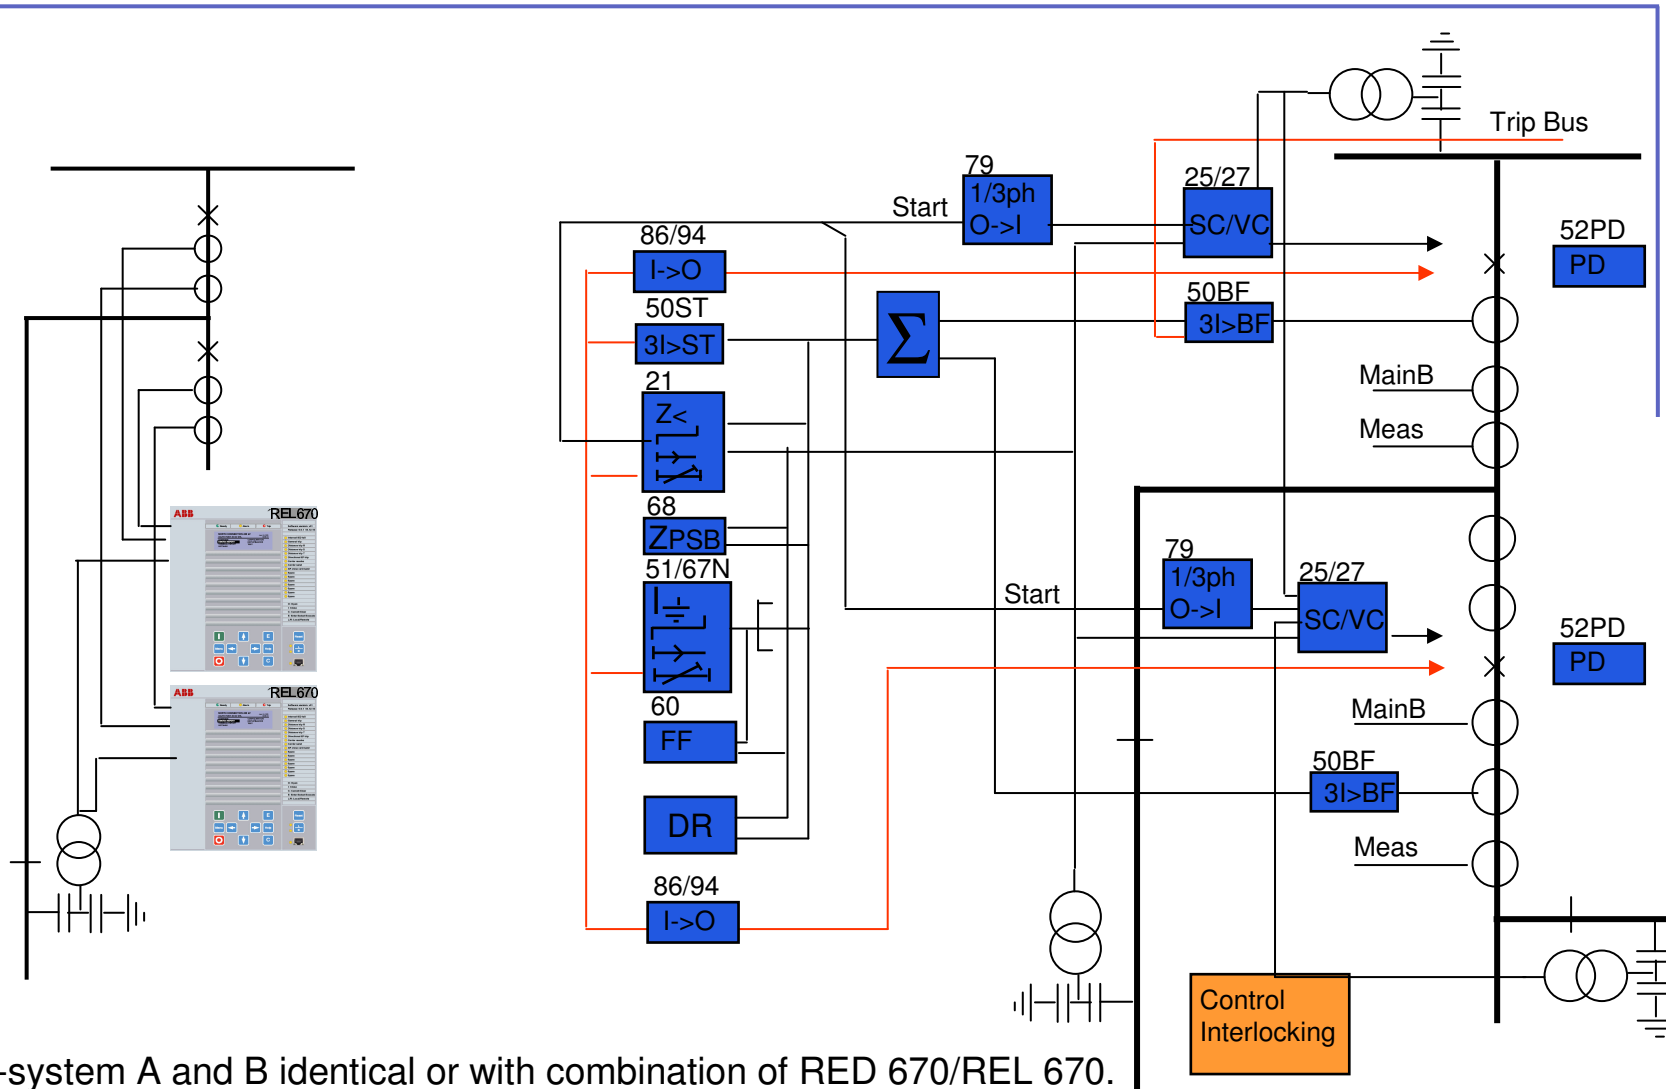 Trip Bus
79
1/3ph
O->I
25/27
SC/VC
Start
52PD
PD
86/94
I->O
50ST
3I>ST
Σ
50BF
3I>BF
21
Z<
MainB
Meas
ABB
REL670
68
ZPSB
51/67N
I
79
1/3ph
O->I
25/27
SC/VC
Start
52PD
PD
ABB
REL670
60
FF
MainB
50BF
3I>BF
DR
Meas
86/94
I->O
Control
Interlocking
-system A and B identical or with combination of RED 670/REL 670.